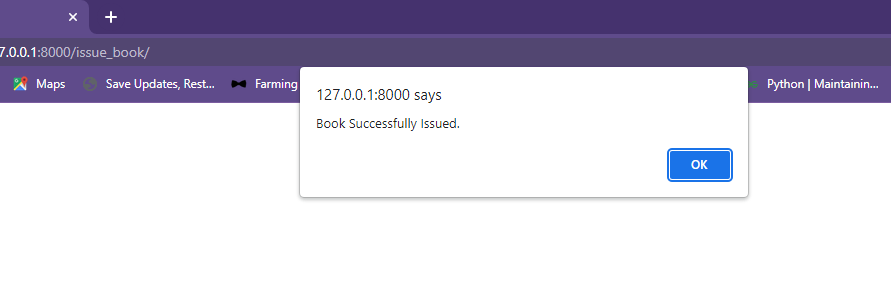 7.0.0.1:8000/issue_book/
Maps Save Updates, Rest... Farming Python | Maintainin...
127.0.0.1:8000 says
Book Successfully Issued.
OK